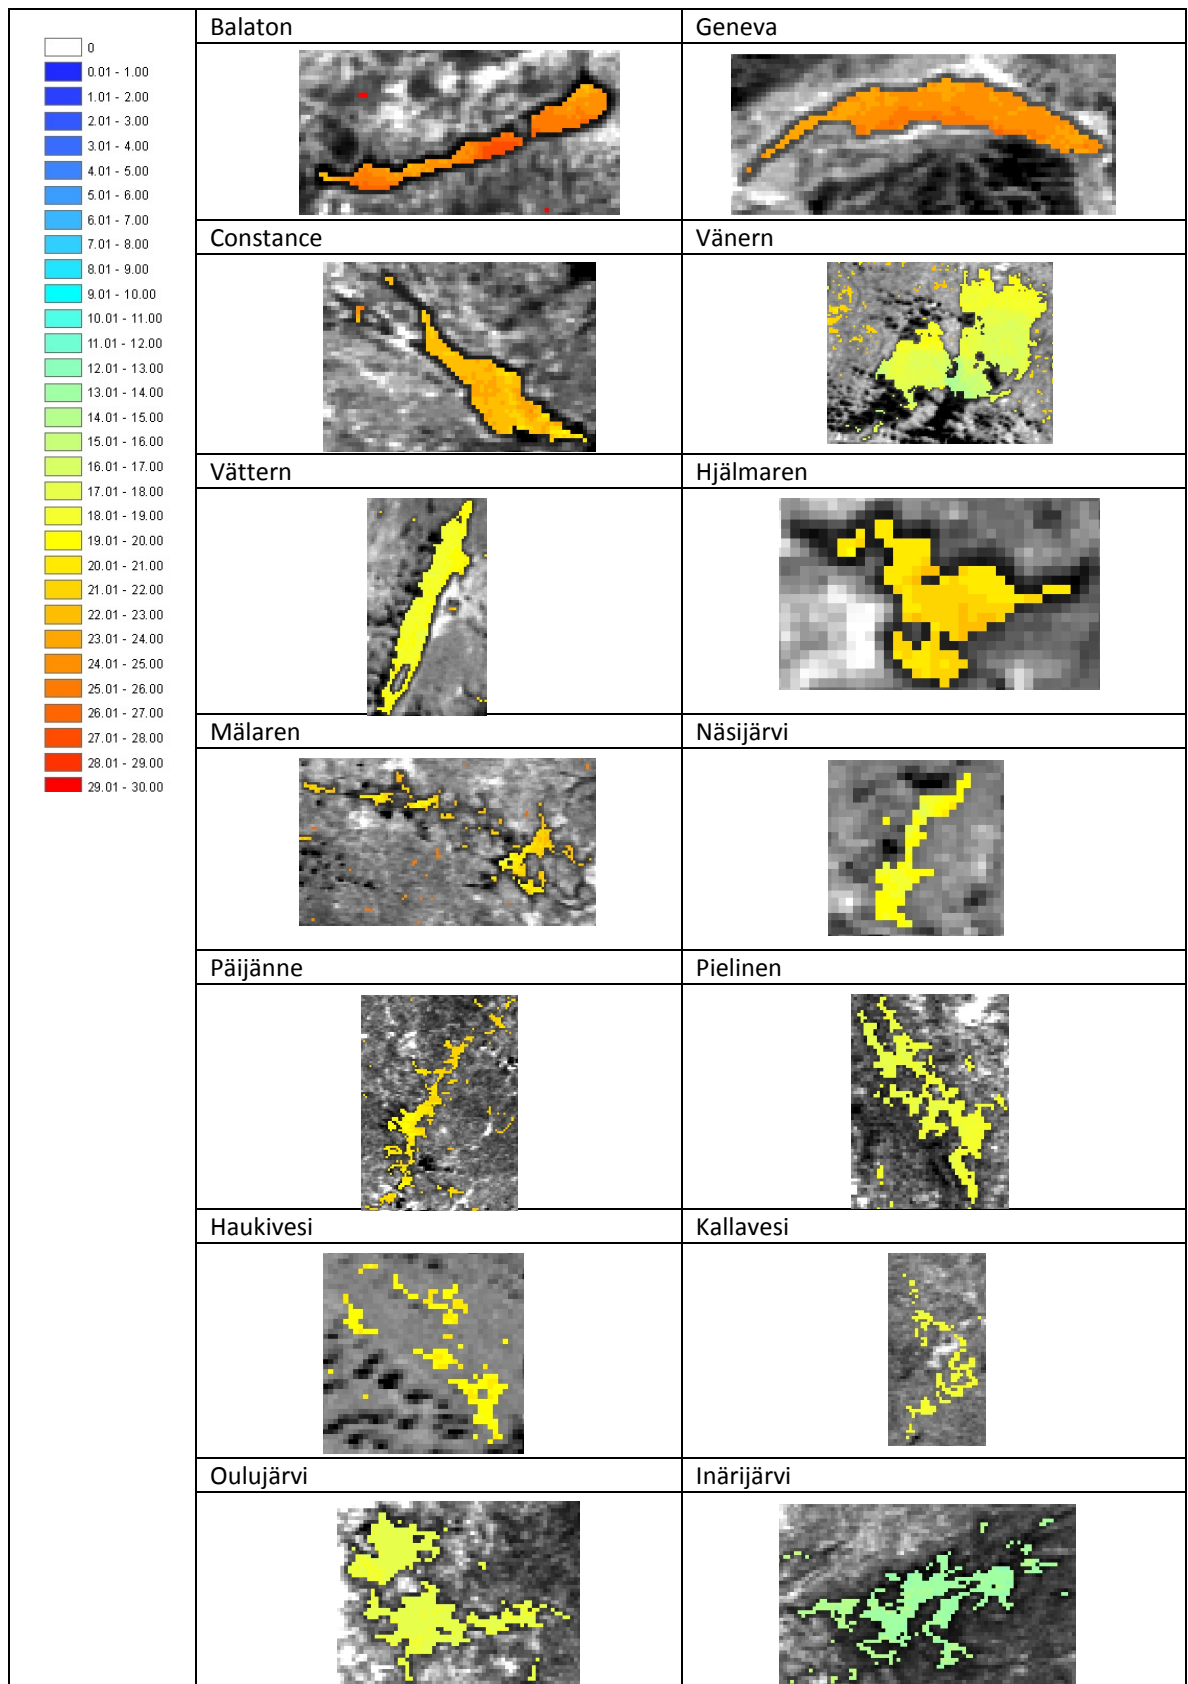 0
0.01 - 1.00
1.01 - 2.00
2.01 - 3.00
3.01 - 4.00
4.01 - 5.00
5.01 - 6.00
6.01 - 7.00
7.01 - 8.00
8.01 - 9.00
9.01 - 10.00
10.01 - 11.00
11.01 - 12.00
12.01 - 13.00
13.01 - 14.00
14.01 - 15.00
15.01 - 16.00
16.01 - 17.00
17.01 - 18.00
18.01 - 19.00
19.01 - 20.00
20.01 - 21.00
21.01 - 22.00
22.01 - 23.00
23.01 - 24.00
24.01 - 25.00
25.01 - 26.00
26.01 - 27.00
27.01 - 28.00
28.01 - 29.00
29.01 - 30.00
Balaton
Geneva
Constance
Vänern
Vättern
Hjälmaren
Mälaren
Näsijärvi
Päijänne
Pielinen
Haukivesi
Kallavesi
Oulujärvi
Inärijärvi